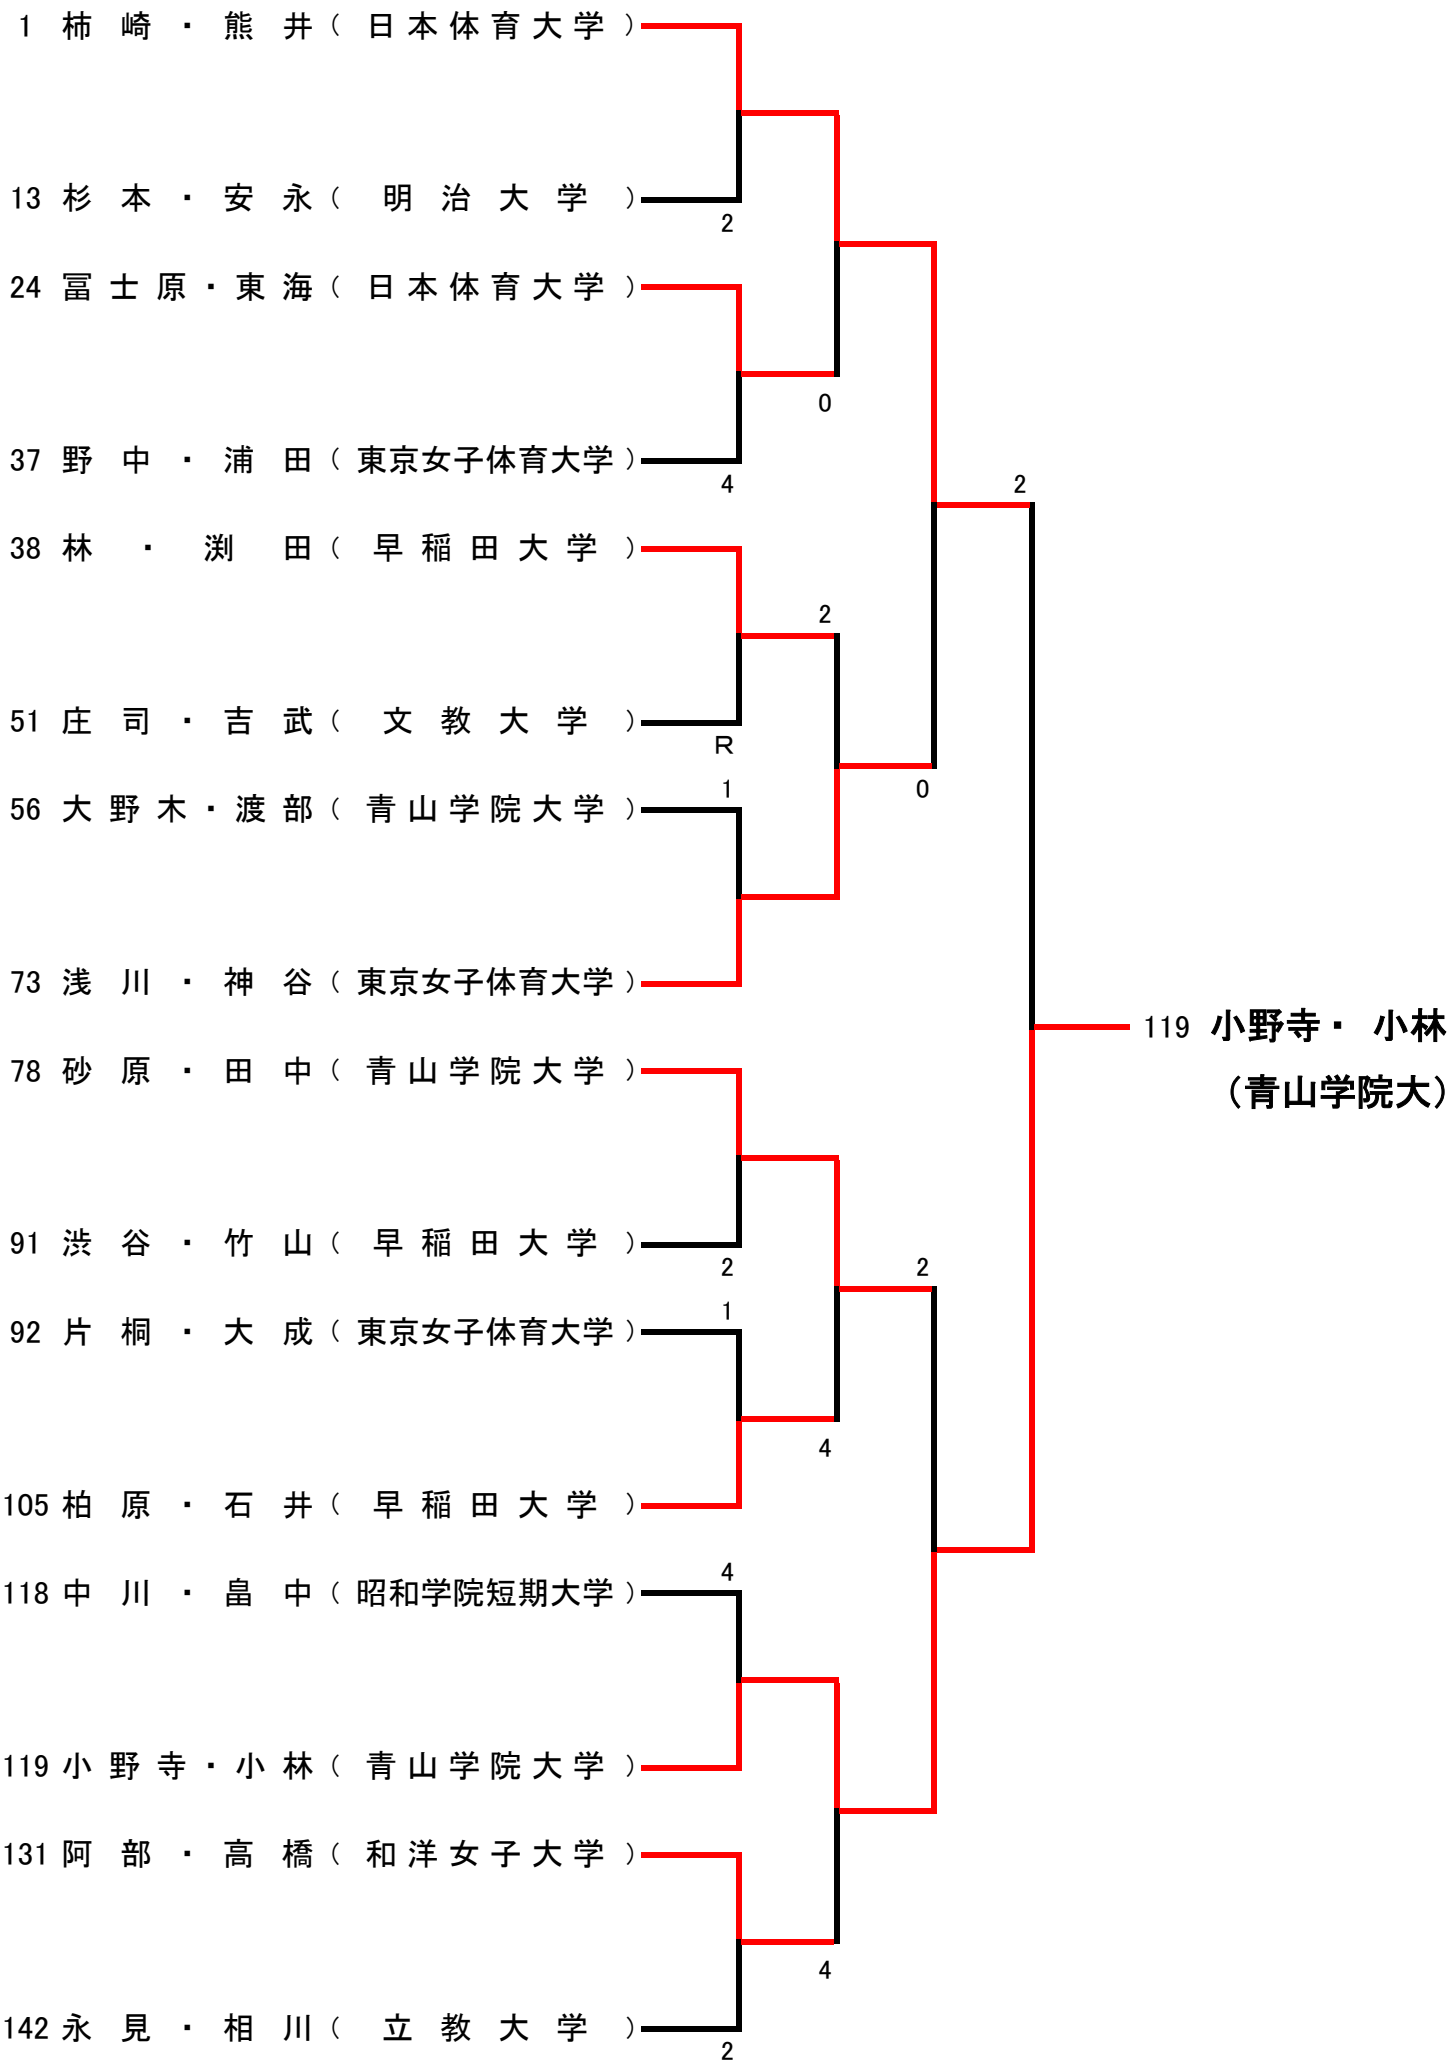 1 柿崎・熊井（日本体育大学）
13 杉本・安永（明治大学）
2
24 冨士原・東海（日本体育大学）
0
37 野中・浦田（東京女子体育大学）
4
2
38 林・渕田（早稲田大学）
2
51 庄司・吉武（文教大学）
R
1
0
56 大野木・渡部（青山学院大学）
73 浅川・神谷（東京女子体育大学）
119 小野寺・ 小林
（青山学院大）
78 砂原・田中（青山学院大学）
91 渋谷・竹山（早稲田大学）
2
2
1
92 片桐・大成（東京女子体育大学）
4
105 柏原・石井（早稲田大学）
4
118 中川・畠中（昭和学院短期大学）
119 小野寺・小林（青山学院大学）
131 阿部・高橋（和洋女子大学）
4
142 永見・相川（立教大学）
2